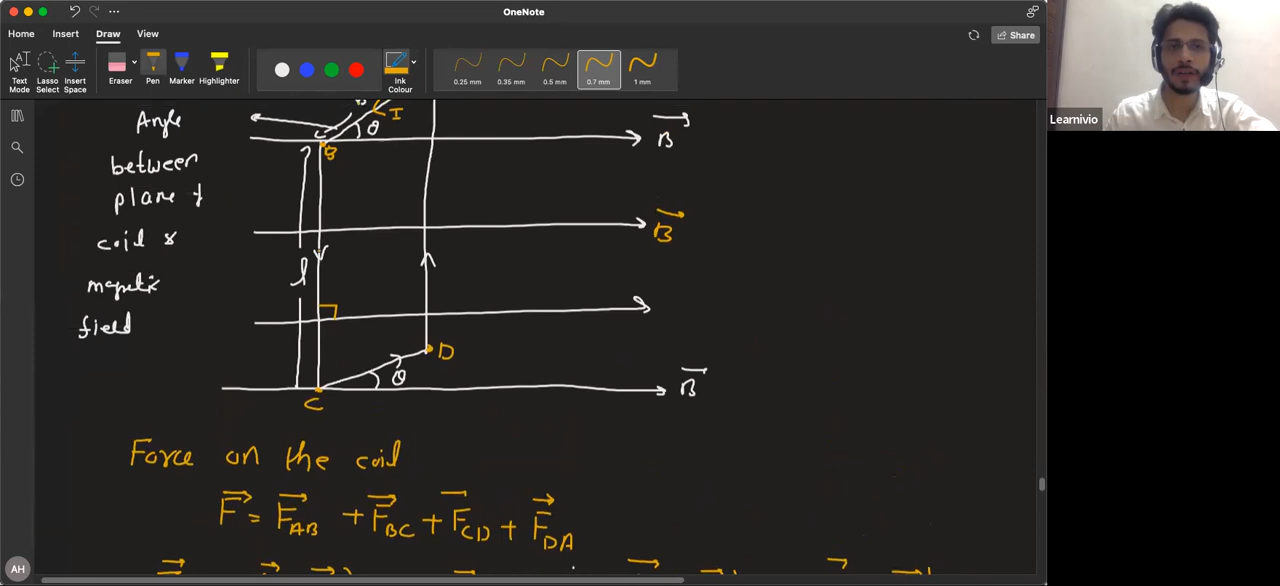 OneNote
Home Insert Draw View
Share
Text Mode
Lasso Select
Insert Space
Eraser
Pen
Marker
Highlighter
Ink Colour
0.25 mm
0.35 mm
0.5 mm
0.7 mm
1 mm
Learnivio
Angle
between
plane of
coil &
magnetic
field
I
θ
B
B
B
l
D
θ
B
C
Force on the coil
F = F_AB + F_BC + F_CD + F_DA
AH